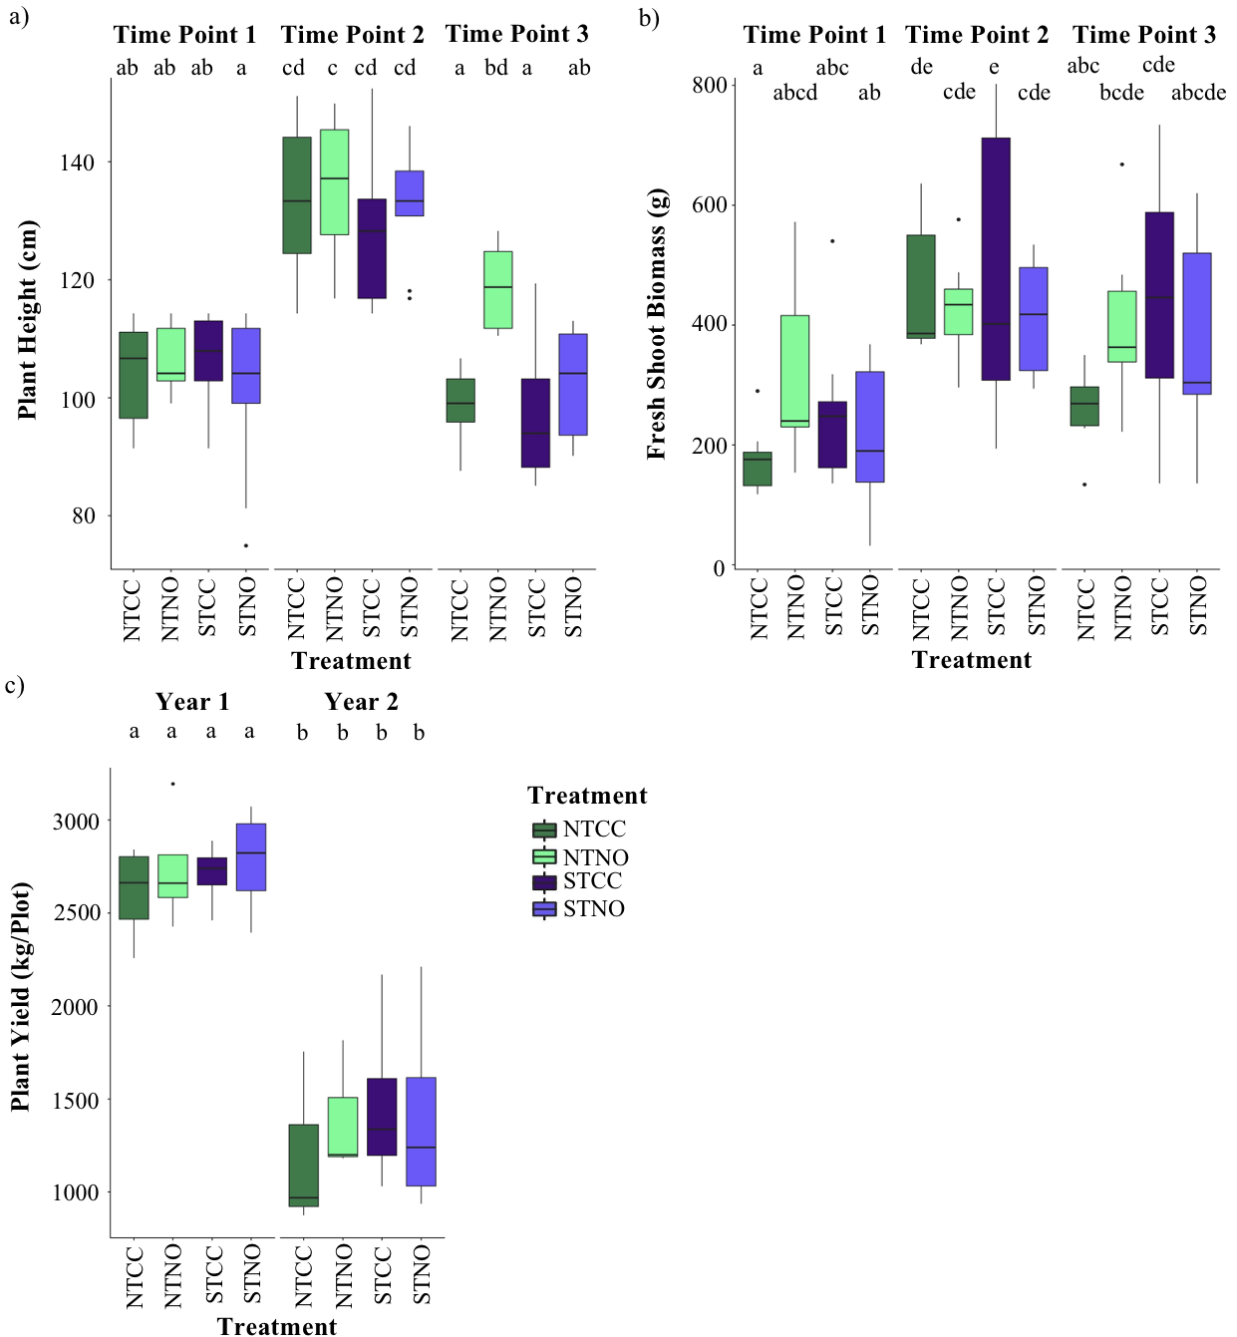 a)
Time Point 1 Time Point 2 Time Point 3
ab ab ab a cd c cd cd a bd a ab
140
120
100
80
Plant Height (cm)
NTCC NTNO STCC STNO NTCC NTNO STCC STNO NTCC NTNO STCC STNO
Treatment
b)
Time Point 1 Time Point 2 Time Point 3
a abcd abc ab de cde e cde abc bcde cde abcde
800
600
400
200
0
Fresh Shoot Biomass (g)
NTCC NTNO STCC STNO NTCC NTNO STCC STNO NTCC NTNO STCC STNO
Treatment
c)
Year 1 Year 2
a a a a b b b b
3000
2500
2000
1500
1000
Plant Yield (kg/Plot)
NTCC NTNO STCC STNO NTCC NTNO STCC STNO
Treatment
Treatment
NTCC
NTNO
STCC
STNO